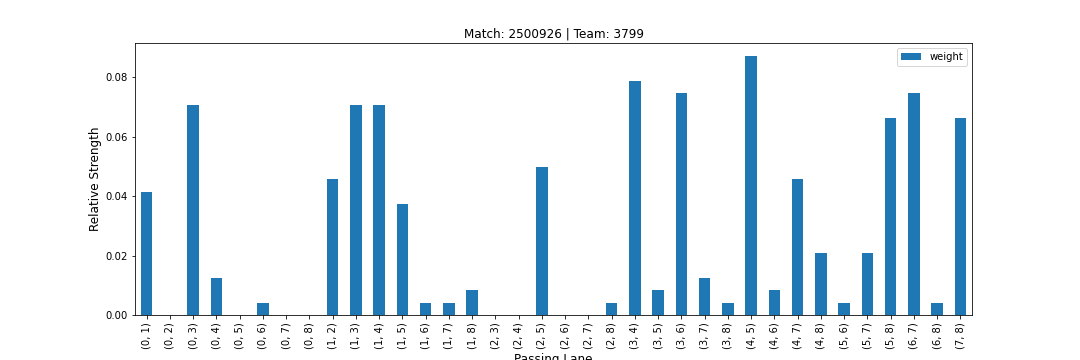 Match: 2500926 | Team: 3799
weight
Relative Strength
0.08
0.06
0.04
0.02
0.00
(0, 1) (0, 2) (0, 3) (0, 4) (0, 5) (0, 6) (0, 7) (0, 8) (1, 2) (1, 3) (1, 4) (1, 5) (1, 6) (1, 7) (1, 8) (2, 3) (2, 4) (2, 5) (2, 6) (2, 7) (2, 8) (3, 4) (3, 5) (3, 6) (3, 7) (3, 8) (4, 5) (4, 6) (4, 7) (4, 8) (5, 6) (5, 7) (5, 8) (6, 7) (6, 8) (7, 8)
Passing Lane